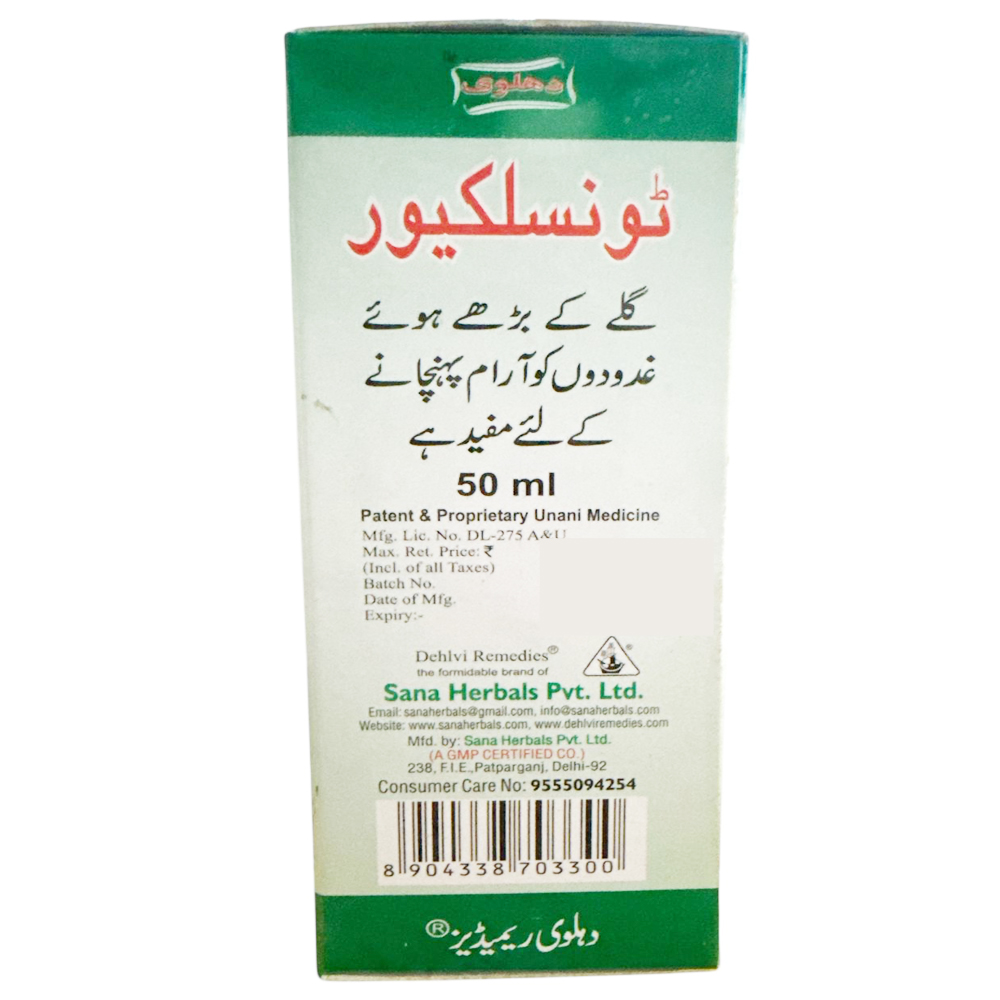 دهلوی
ٹونسلکیور
گلے کے بڑھے ہوئے
غدودوں کو آرام پہنچانے
کے لئے مفید ہے
50 ml
Patent & Proprietary Unani Medicine
Mfg. Lic. No. DL-275 A&U
Max. Ret. Price: ₹
(Incl. of all Taxes)
Batch No.
Date of Mfg.
Expiry:-
Dehlvi Remedies®
the formidable brand of
Sana Herbals Pvt. Ltd.
Email: sanaherbals@gmail.com, info@sanaherbals.com
Website: www.sanaherbals.com, www.dehlviremedies.com
Mfd. by: Sana Herbals Pvt. Ltd.
(A GMP CERTIFIED CO.)
238, F.I.E.,Patparganj, Delhi-92
Consumer Care No: 9555094254
8 904338 703300
دہلوی ریمیڈیز®